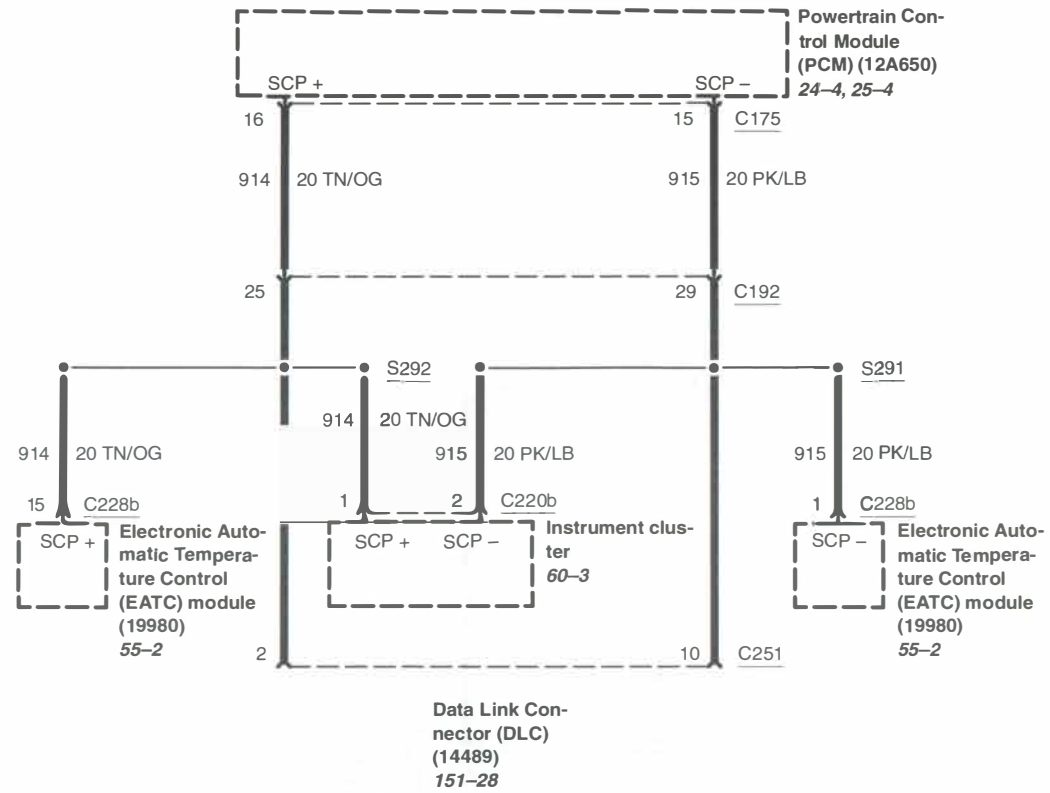 Powertrain Con-
trol Module
(PCM) (12A650)
24–4, 25–4
SCP + SCP –
16 15 C175
914 20 TN/OG 915 20 PK/LB
25 29 C192
S292 S291
914 20 TN/OG
914 20 TN/OG 915 20 PK/LB 915 20 PK/LB
15 C228b 1 2 C220b 1 C228b
SCP +
Electronic Auto-
matic Tempera-
ture Control
(EATC) module
(19980)
55–2
SCP + SCP –
Instrument clus-
ter
60–3
SCP –
Electronic Auto-
matic Tempera-
ture Control
(EATC) module
(19980)
55–2
2 10 C251
Data Link Con-
nector (DLC)
(14489)
151–28